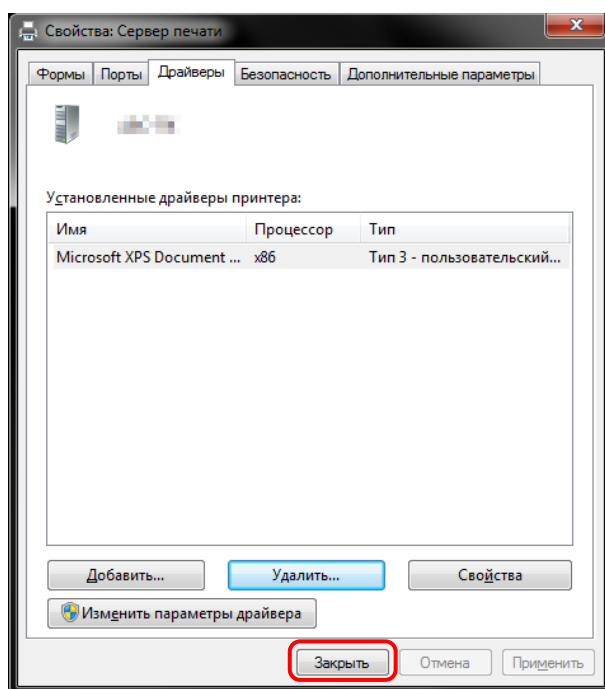 Свойства: Сервер печати
Формы Порты Драйверы Безопасность Дополнительные параметры
Установленные драйверы принтера:
Имя Процессор Тип
Microsoft XPS Document ... x86 Тип 3 - пользовательский...
Добавить... Удалить... Свойства
Изменить параметры драйвера
Закрыть Отмена Применить